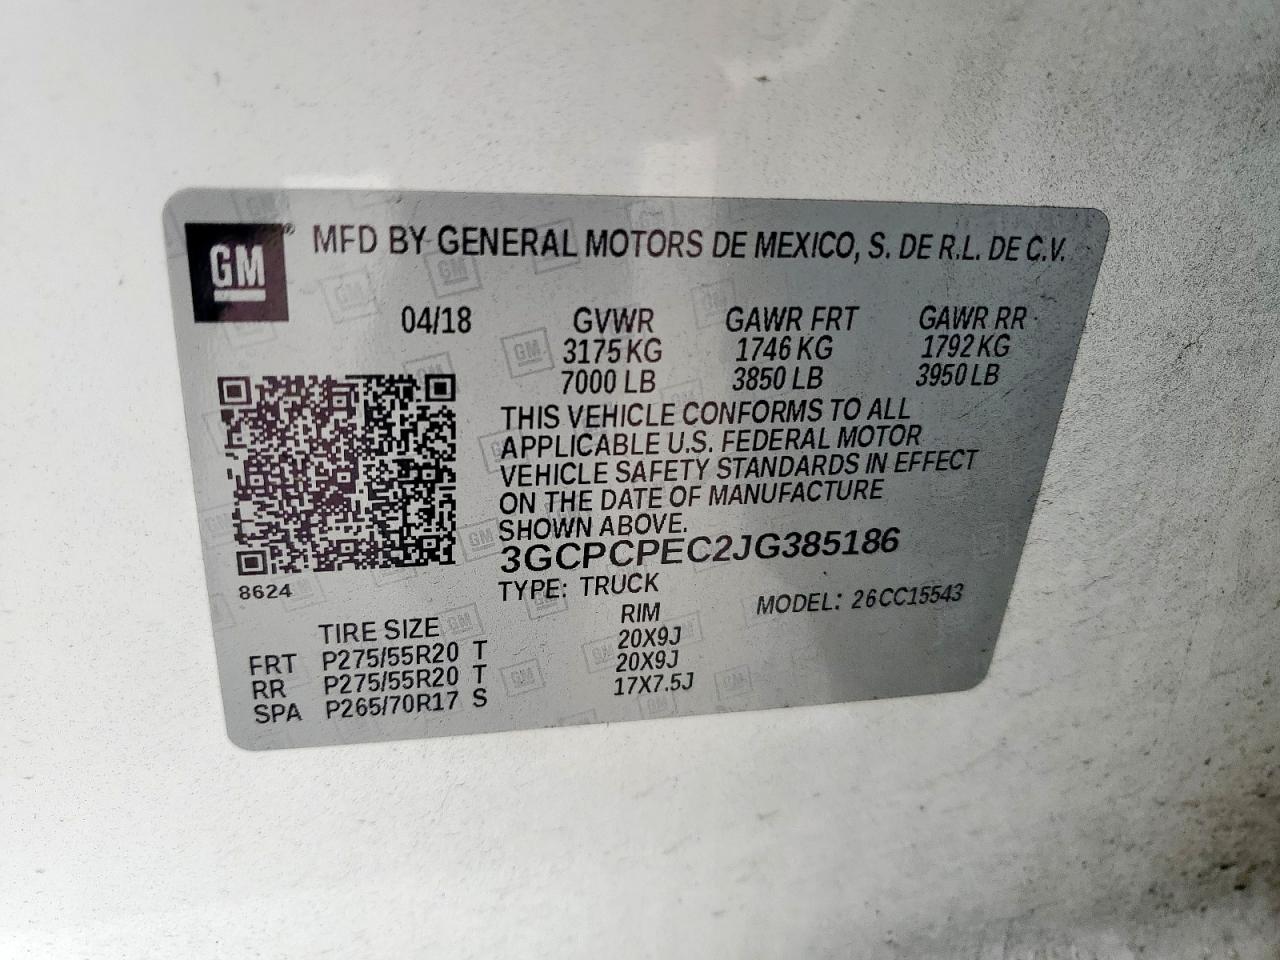 GM® MFD BY GENERAL MOTORS DE MEXICO, S. DE R.L. DE C.V.
04/18 GVWR GAWR FRT GAWR RR
3175 KG 1746 KG 1792 KG
7000 LB 3850 LB 3950 LB
THIS VEHICLE CONFORMS TO ALL
APPLICABLE U.S. FEDERAL MOTOR
VEHICLE SAFETY STANDARDS IN EFFECT
ON THE DATE OF MANUFACTURE
SHOWN ABOVE.
3GCPCPEC2JG385186
8624
TYPE: TRUCK MODEL: 26CC15543
TIRE SIZE RIM
FRT P275/55R20 T 20X9J
RR P275/55R20 T 20X9J
SPA P265/70R17 S 17X7.5J